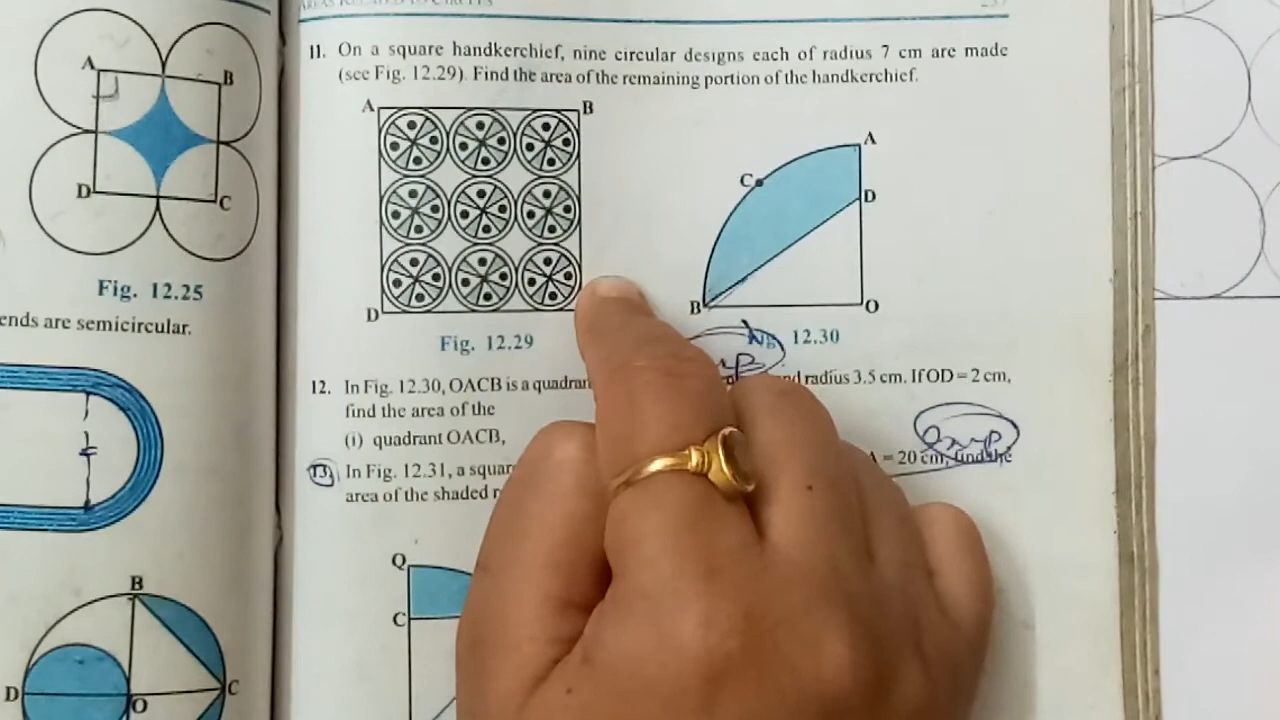 11. On a square handkerchief, nine circular designs each of radius 7 cm are made
(see Fig. 12.29). Find the area of the remaining portion of the handkerchief.
A
B
D
Fig. 12.29
A
C
D
B
O
12.30
12. In Fig. 12.30, OACB is a radius 3.5 cm. If OD = 2 cm,
find the area of the
(i) quadrant OACB,
13. In Fig. 12.31, a = 20 cm, find the
area of the shaded
Q
C
A
B
D
C
Fig. 12.25
ends are semicircular.
B
D
O
C